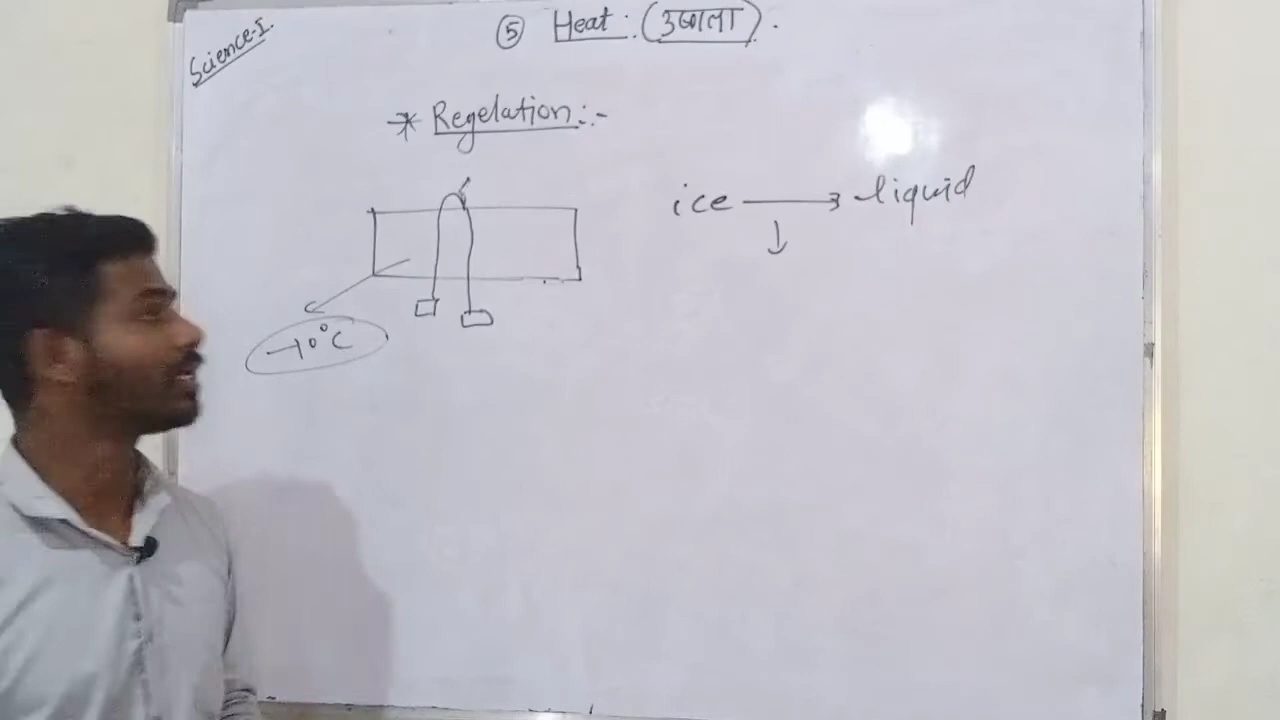 Science-I.
⑤ Heat : (उष्णता).
* Regelation :-
ice → liquid
↓
-10°C